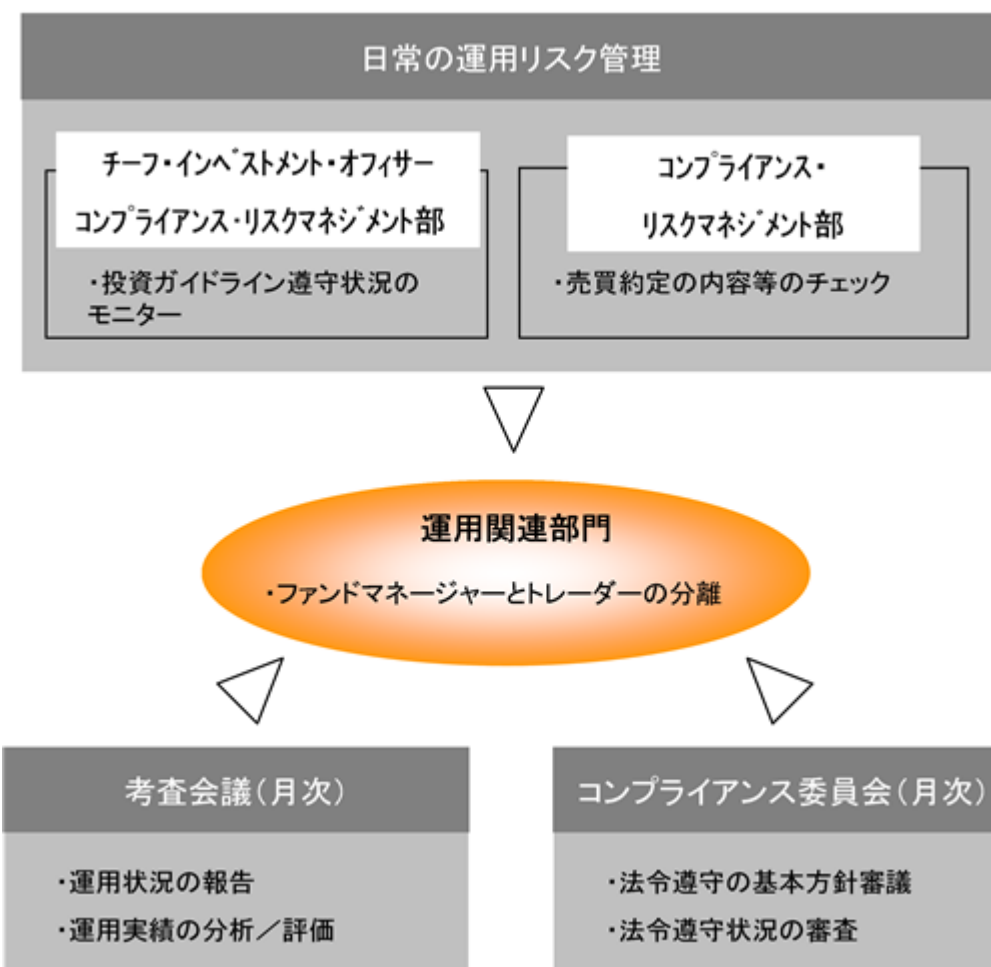 日常の運用リスク管理
チーフ・インベストメント・オフィサー
コンプライアンス・リスクマネジメント部
・投資ガイドライン遵守状況の
モニター
コンプライアンス・
リスクマネジメント部
・売買約定の内容等のチェック
運用関連部門
・ファンドマネージャーとトレーダーの分離
考査会議(月次)
・運用状況の報告
・運用実績の分析/評価
コンプライアンス委員会(月次)
・法令遵守の基本方針審議
・法令遵守状況の審査